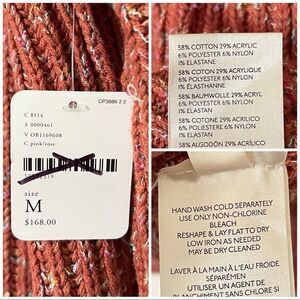 CP3886 2 2
C 8114
S 0000461
V OB1169608
C pink/rose
size
M
$168.00
58% COTTON 29% ACRYLIC
6% POLYESTER 6% NYLON
1% ELASTANE
58% COTON 29% ACRYLIQUE
6% POLYESTER 6% NYLON
1% ÉLASTHANNE
58% BAUMWOLLE 29% ACRYL
6% POLYESTER 6% NYLON
1% ELASTAN
58% COTONE 29% ACRILICO
6% POLIESTERE 6% NYLON
1% ELASTAN
58% ALGODÓN 29% ACRÍLICO
HAND WASH COLD SEPARATELY
USE ONLY NON-CHLORINE
BLEACH
RESHAPE & LAY FLAT TO DRY
LOW IRON AS NEEDED
MAY BE DRY CLEANED
LAVER À LA MAIN À L'EAU FROIDE
SÉPARÉMENT
UTILISER UN AGENT DE
BLANCHIMENT SANS CHLORE SI